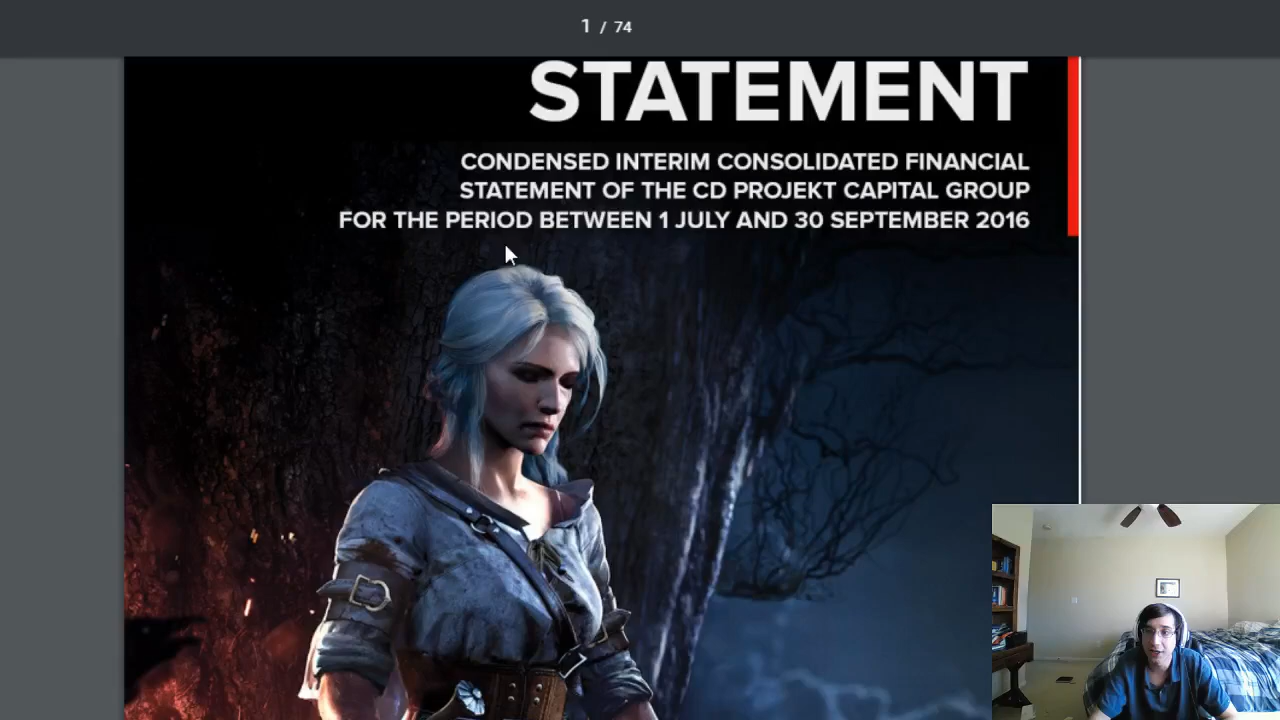 1 / 74
STATEMENT
CONDENSED INTERIM CONSOLIDATED FINANCIAL
STATEMENT OF THE CD PROJEKT CAPITAL GROUP
FOR THE PERIOD BETWEEN 1 JULY AND 30 SEPTEMBER 2016